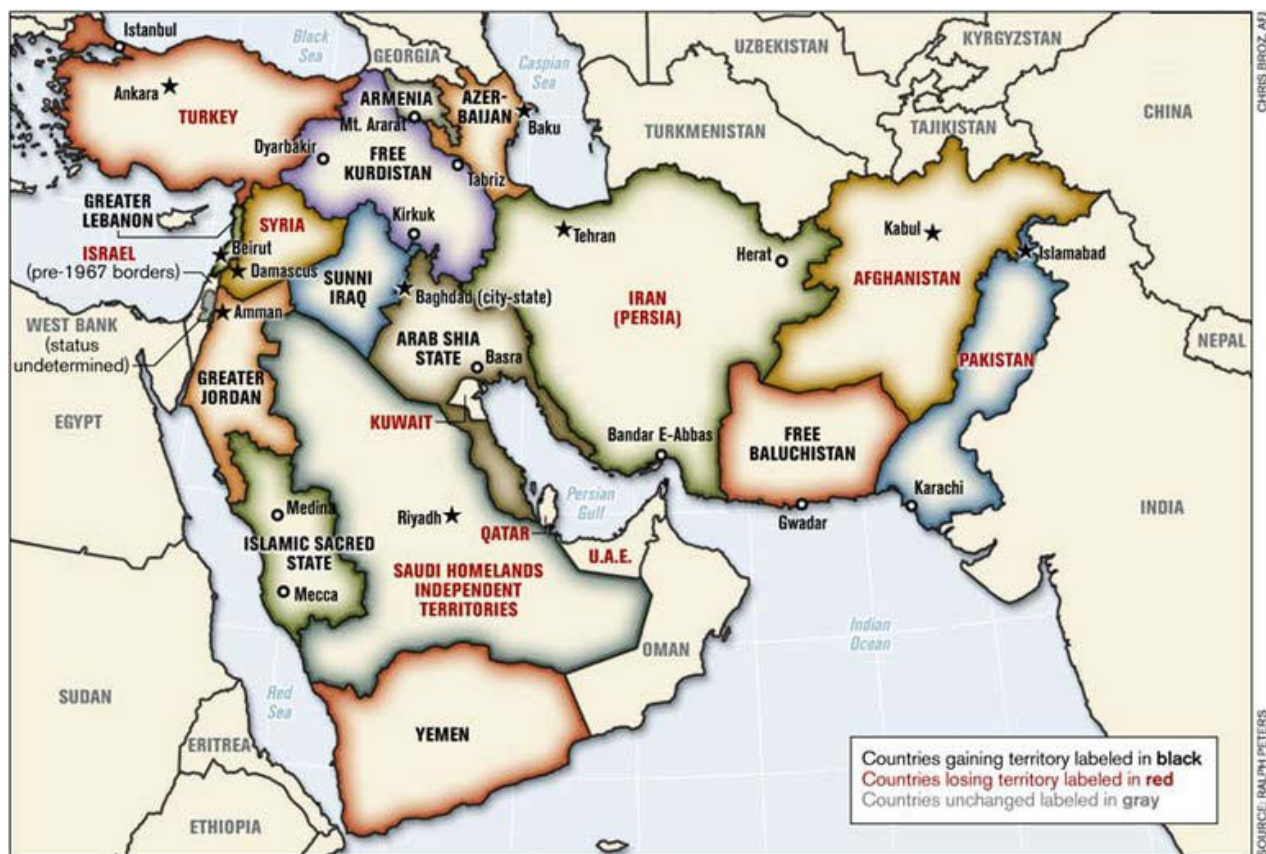 Istanbul
Black
Sea
GEORGIA
Caspian
Sea
UZBEKISTAN
KYRGYZSTAN
CHRIS BROZ, AFJ
Ankara
TURKEY
ARMENIA
Mt. Ararat
AZER-
BAIJAN
Baku
TURKMENISTAN
TAJIKISTAN
CHINA
Dyarbakir
FREE
KURDISTAN
Tabriz
GREATER
LEBANON
SYRIA
Kirkuk
Tehran
Herat
Kabul
Islamabad
ISRAEL
(pre-1967 borders)
Beirut
Damascus
SUNNI
IRAQ
Baghdad (city-state)
IRAN
(PERSIA)
AFGHANISTAN
WEST BANK
(status
undetermined)
Amman
ARAB SHIA
STATE
Basra
PAKISTAN
NEPAL
GREATER
JORDAN
EGYPT
KUWAIT
Bandar E-Abbas
FREE
BALUCHISTAN
Karachi
Gwadar
INDIA
Persian
Gulf
Medina
Riyadh
QATAR
U.A.E.
ISLAMIC SACRED
STATE
Mecca
SAUDI HOMELANDS
INDEPENDENT
TERRITORIES
Indian
Ocean
OMAN
SUDAN
Red
Sea
YEMEN
ERITREA
ETHIOPIA
Countries gaining territory labeled in black
Countries losing territory labeled in red
Countries unchanged labeled in gray
SOURCE: RALPH PETERS